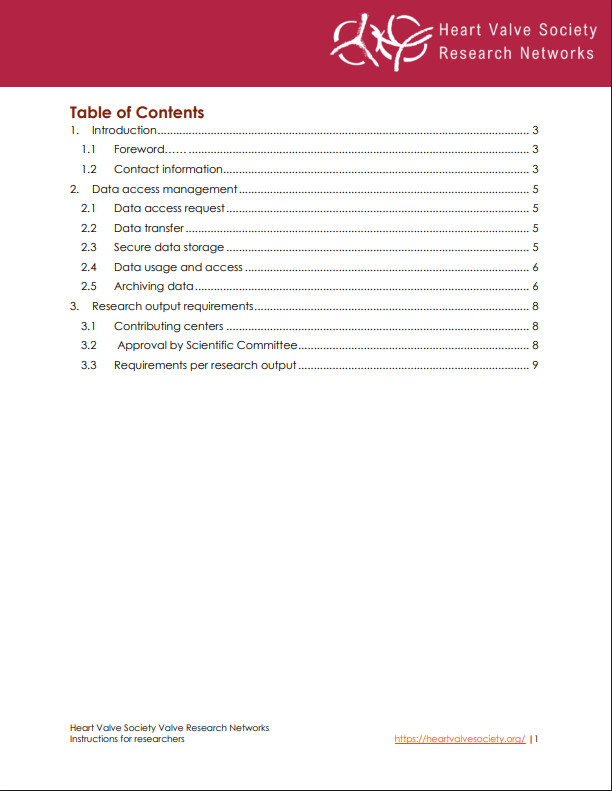 Heart Valve Society
Research Networks
Table of Contents
1. Introduction.................................................................................................................... 3
1.1 Foreword…… ......................................................................................................... 3
1.2 Contact information............................................................................................... 3
2. Data access management .......................................................................................... 5
2.1 Data access request .............................................................................................. 5
2.2 Data transfer ........................................................................................................... 5
2.3 Secure data storage .............................................................................................. 5
2.4 Data usage and access ........................................................................................ 6
2.5 Archiving data ........................................................................................................ 6
3. Research output requirements...................................................................................... 8
3.1 Contributing centers .............................................................................................. 8
3.2 Approval by Scientific Committee........................................................................ 8
3.3 Requirements per research output ....................................................................... 9
Heart Valve Society Valve Research Networks
Instructions for researchers https://heartvalvesociety.org/ |1